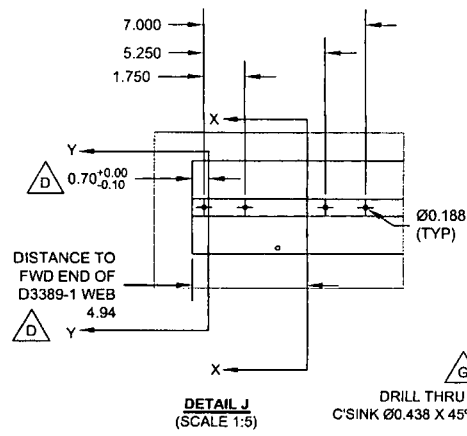 7.000
5.250
1.750
X
Y
D
0.70 +0.00 -0.10
Ø0.188
(TYP)
DISTANCE TO
FWD END OF
D3389-1 WEB
4.94
D
Y
X
G
DETAIL J
(SCALE 1:5)
DRILL THRU
C'SINK Ø0.438 X 45°